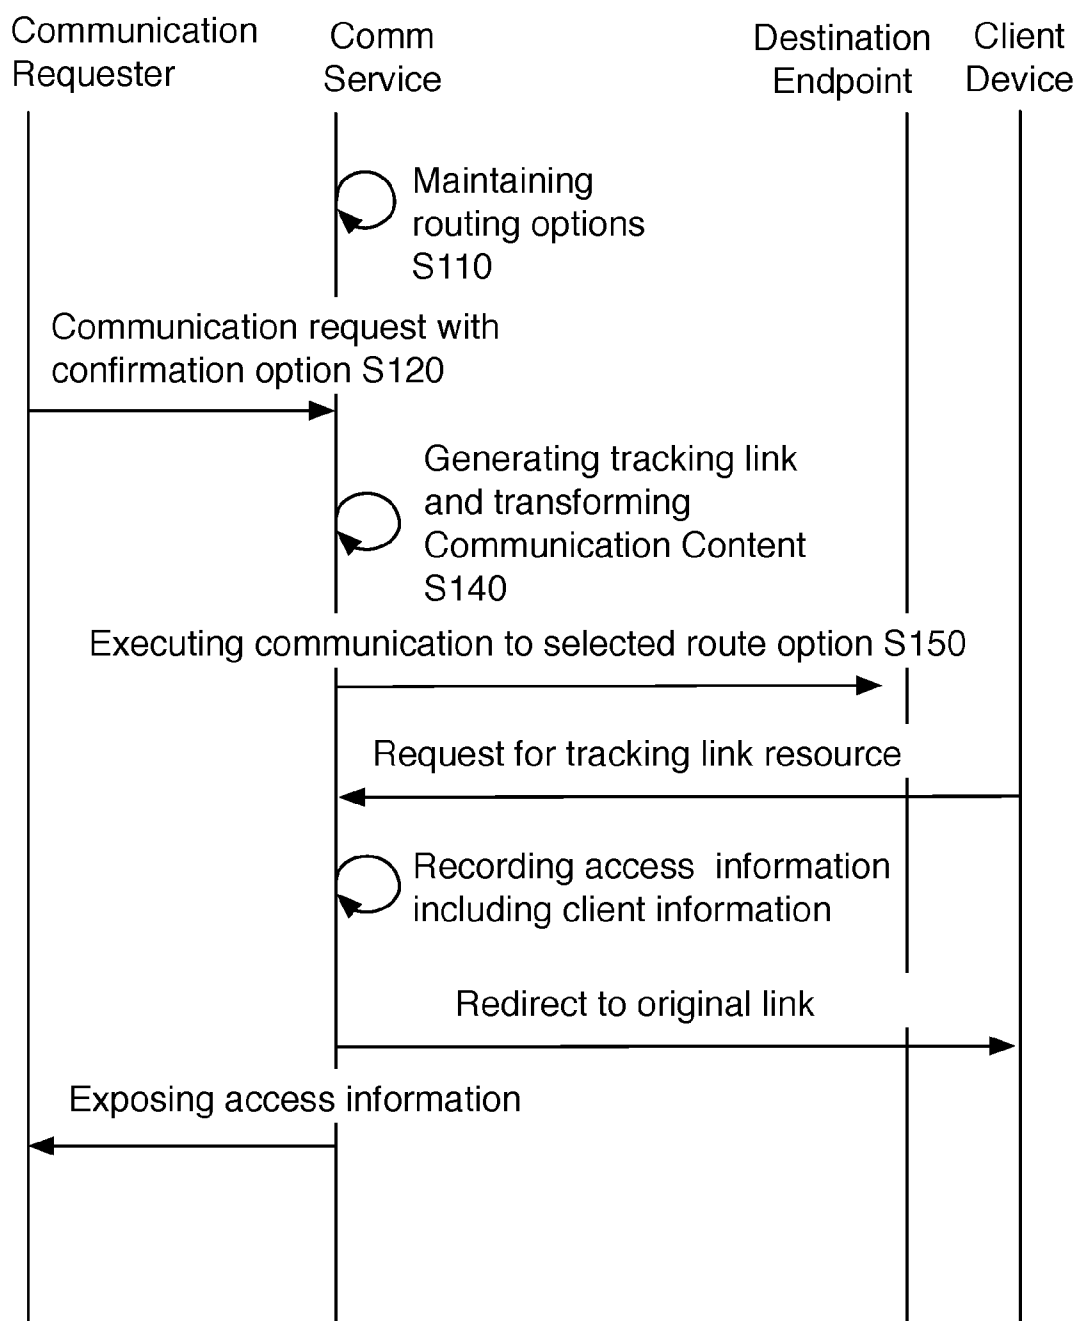 Communication
Requester
Comm
Service
Destination
Endpoint
Client
Device
Maintaining
routing options
S110
Communication request with
confirmation option S120
Generating tracking link
and transforming
Communication Content
S140
Executing communication to selected route option S150
Request for tracking link resource
Recording access information
including client information
Redirect to original link
Exposing access information